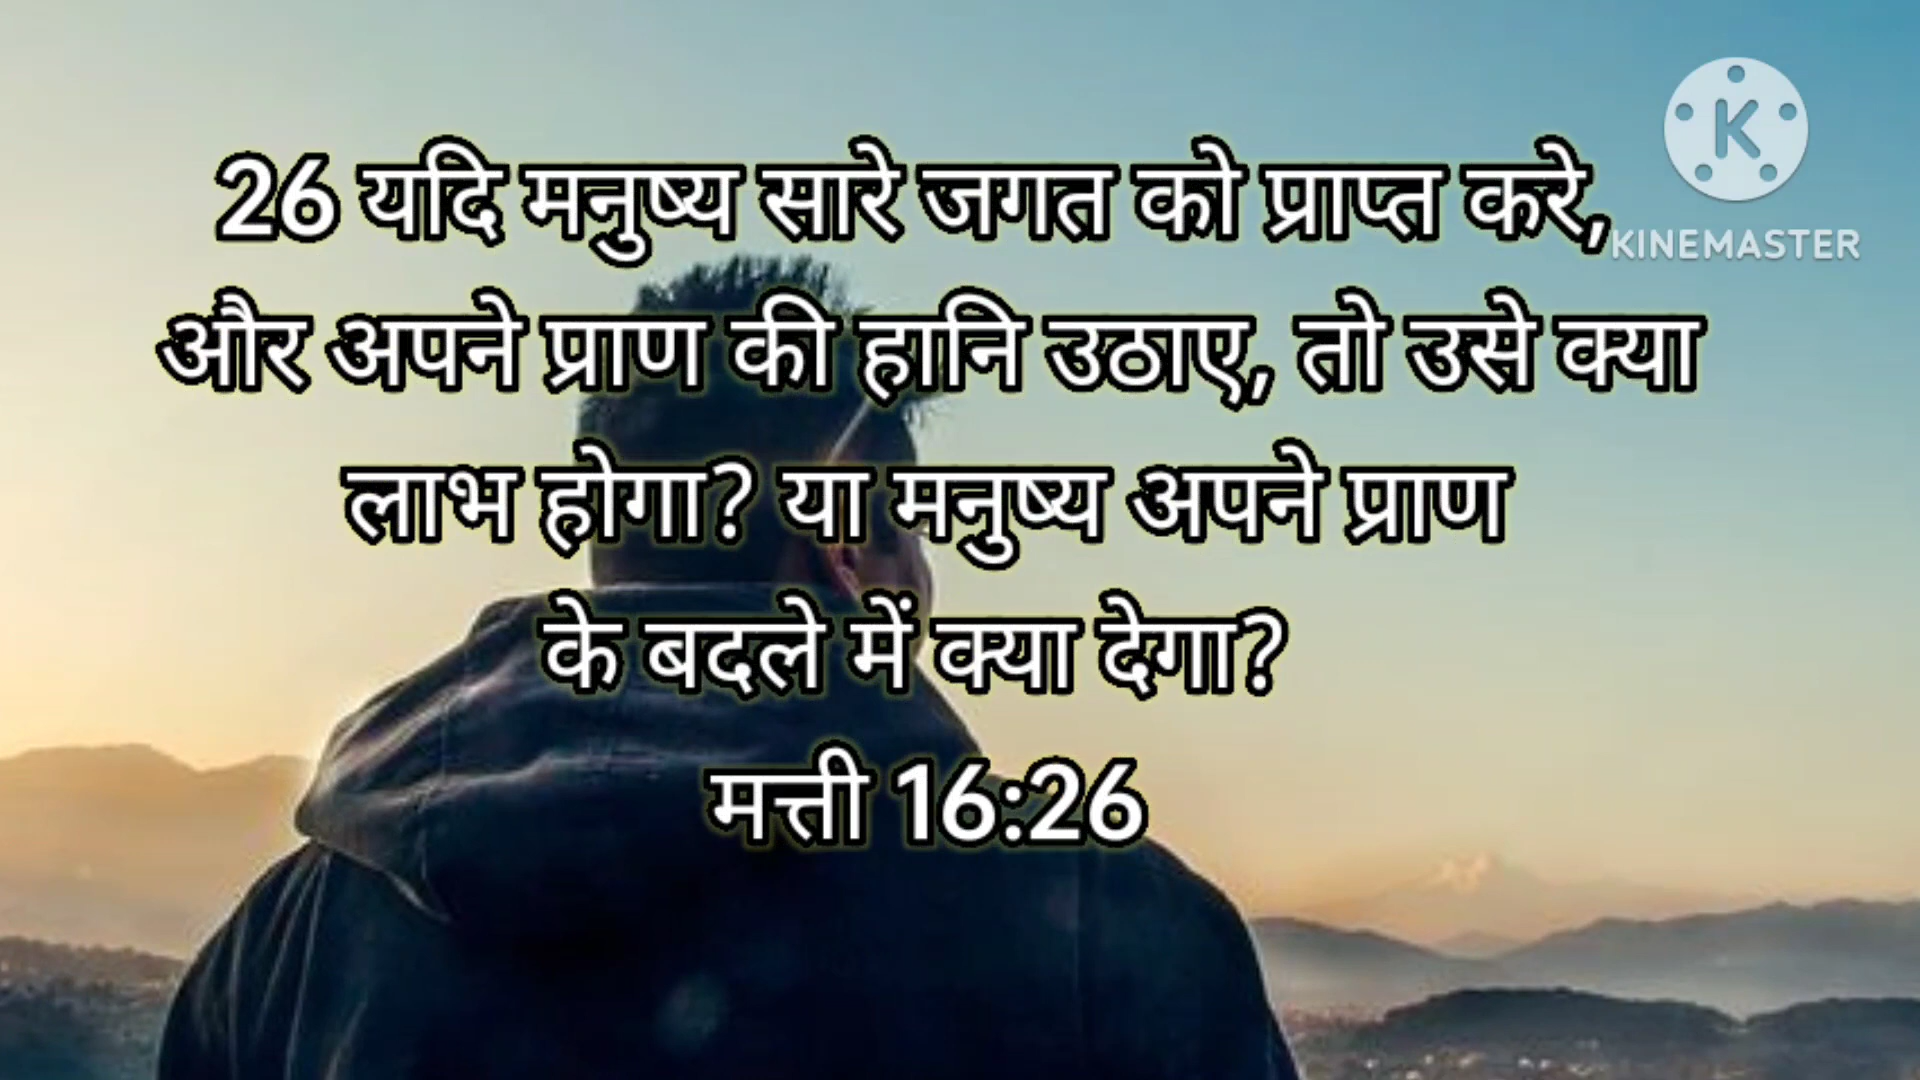 26 यदि मनुष्य सारे जगत को प्राप्त करे,
और अपने प्राण की हानि उठाए, तो उसे क्या
लाभ होगा? या मनुष्य अपने प्राण
के बदले में क्या देगा?
मत्ती 16:26
K
KINEMASTER